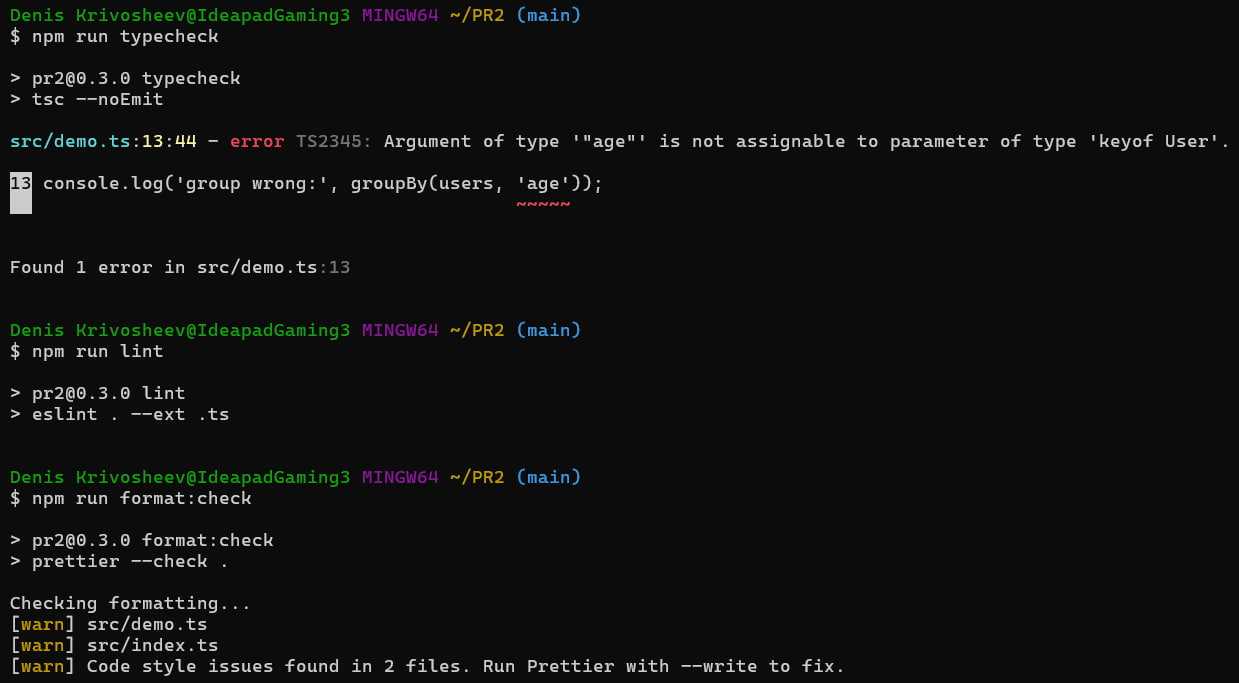 Denis Krivosheev@IdeapadGaming3 MINGW64 ~/PR2 (main)
$ npm run typecheck
> pr2@0.3.0 typecheck
> tsc --noEmit
src/demo.ts:13:44 - error TS2345: Argument of type '"age"' is not assignable to parameter of type 'keyof User'.
13 console.log('group wrong:', groupBy(users, 'age'));
~~~~~
Found 1 error in src/demo.ts:13
Denis Krivosheev@IdeapadGaming3 MINGW64 ~/PR2 (main)
$ npm run lint
> pr2@0.3.0 lint
> eslint . --ext .ts
Denis Krivosheev@IdeapadGaming3 MINGW64 ~/PR2 (main)
$ npm run format:check
> pr2@0.3.0 format:check
> prettier --check .
Checking formatting...
[warn] src/demo.ts
[warn] src/index.ts
[warn] Code style issues found in 2 files. Run Prettier with --write to fix.